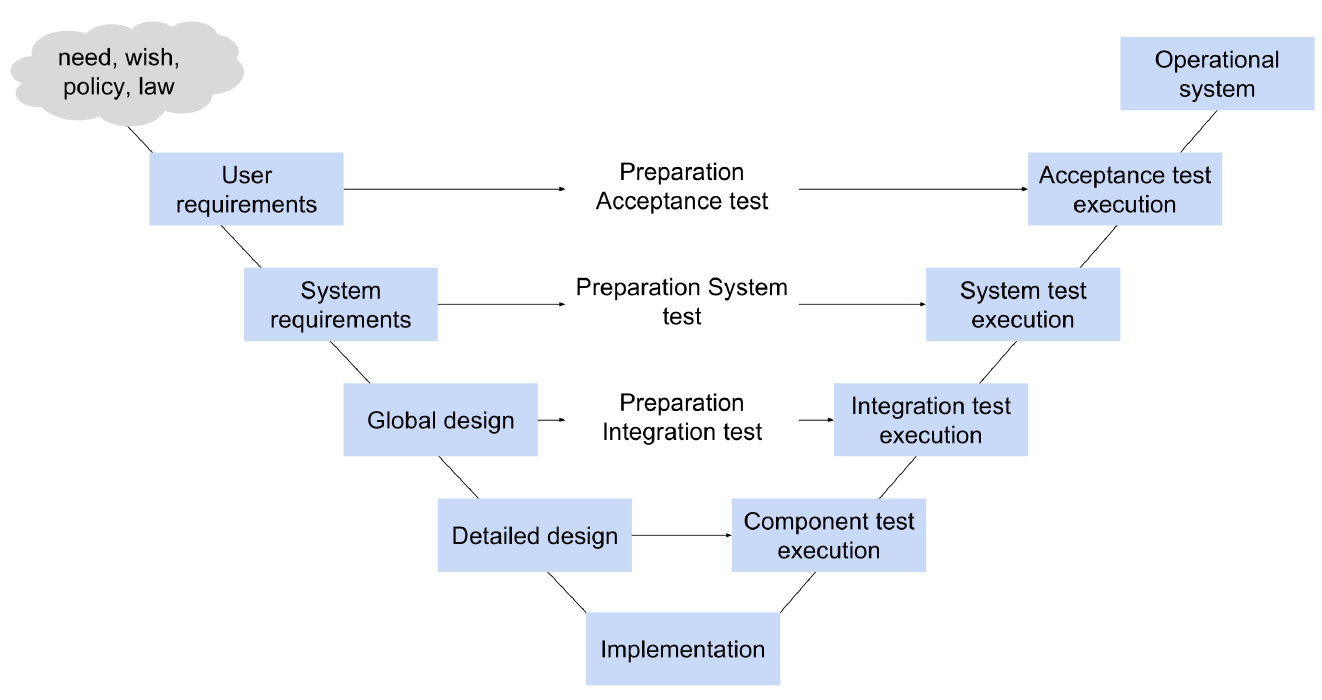 need, wish,
policy, law
Operational
system
User
requirements
Preparation
Acceptance test
Acceptance test
execution
System
requirements
Preparation System
test
System test
execution
Global design
Preparation
Integration test
Integration test
execution
Detailed design
Component test
execution
Implementation